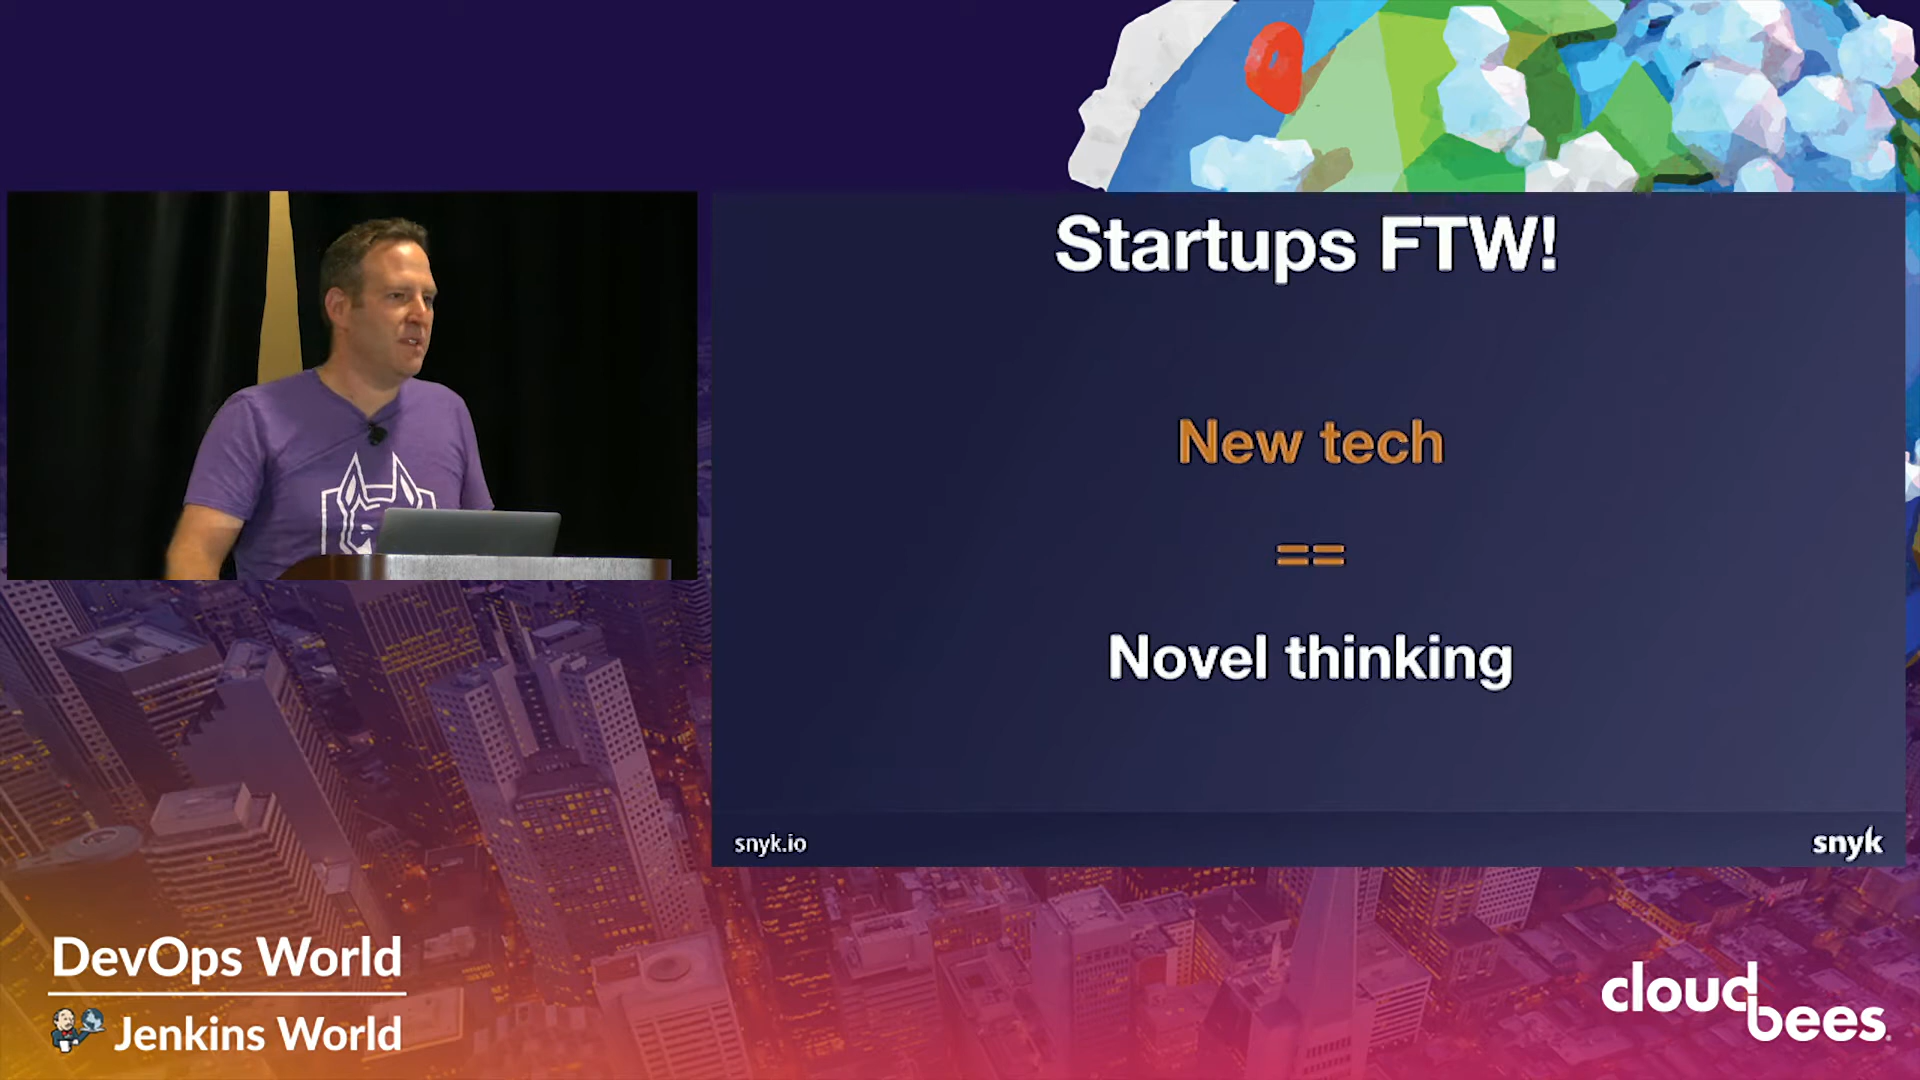 Startups FTW!
New tech
==
Novel thinking
snyk.io
snyk
DevOps World
Jenkins World
cloudbees